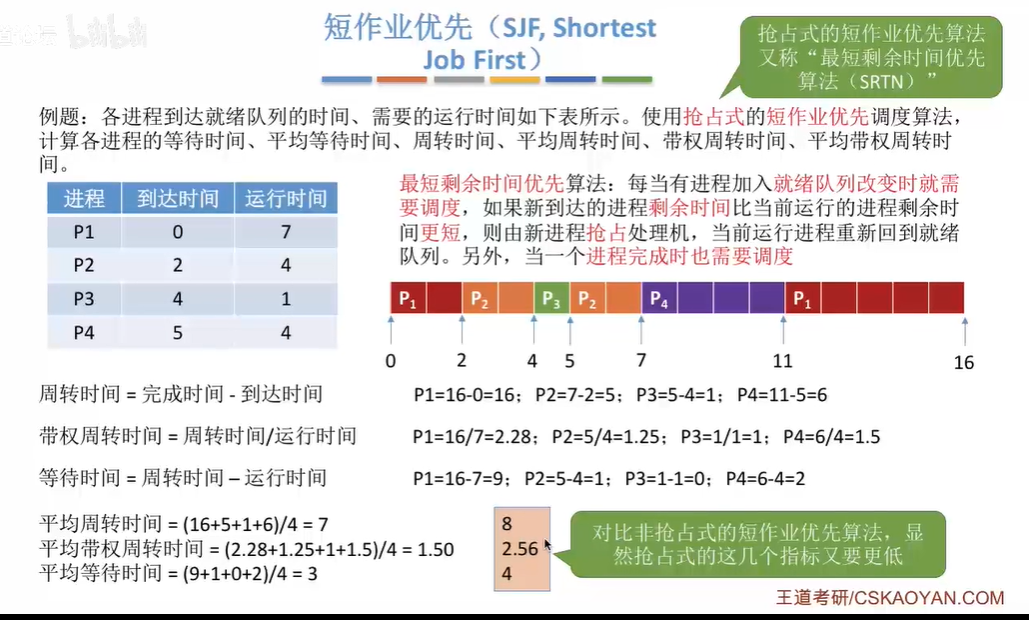 短作业优先（SJF, Shortest
Job First）
抢占式的短作业优先算法
又称“最短剩余时间优先
算法（SRTN）”
例题：各进程到达就绪队列的时间、需要的运行时间如下表所示。使用抢占式的短作业优先调度算法，
计算各进程的等待时间、平均等待时间、周转时间、平均周转时间、带权周转时间、平均带权周转时
间。
进程 到达时间 运行时间
P1 0 7
P2 2 4
P3 4 1
P4 5 4
最短剩余时间优先算法：每当有进程加入就绪队列改变时就需
要调度，如果新到达的进程剩余时间比当前运行的进程剩余时
间更短，则由新进程抢占处理机，当前运行进程重新回到就绪
队列。另外，当一个进程完成时也需要调度
P1 P2 P3 P2 P4 P1
0 2 4 5 7 11 16
周转时间 = 完成时间 - 到达时间 P1=16-0=16；P2=7-2=5；P3=5-4=1；P4=11-5=6
带权周转时间 = 周转时间/运行时间 P1=16/7=2.28；P2=5/4=1.25；P3=1/1=1；P4=6/4=1.5
等待时间 = 周转时间 – 运行时间 P1=16-7=9；P2=5-4=1；P3=1-1=0；P4=6-4=2
平均周转时间 = (16+5+1+6)/4 = 7
平均带权周转时间 = (2.28+1.25+1+1.5)/4 = 1.50
平均等待时间 = (9+1+0+2)/4 = 3
8
2.56
4
对比非抢占式的短作业优先算法，显
然抢占式的这几个指标又要更低
王道考研/CSKAOYAN.COM